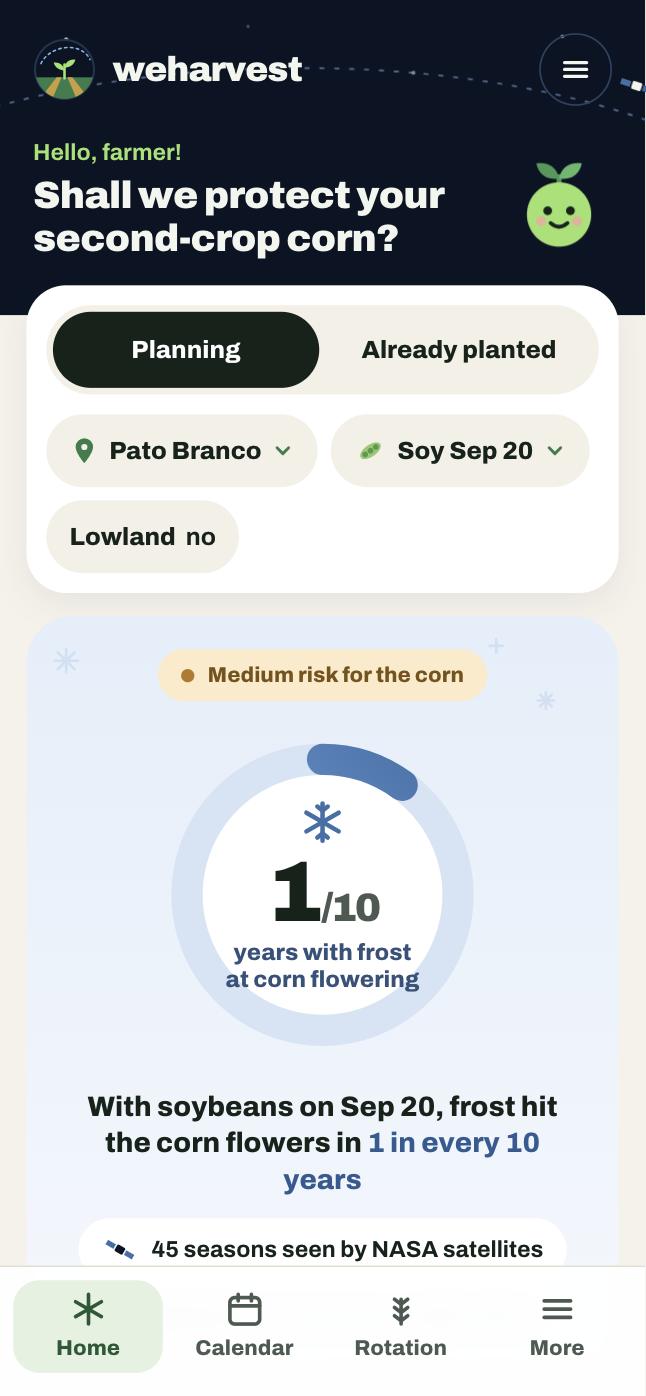 weharvest
Hello, farmer!
Shall we protect your
second-crop corn?
Planning
Already planted
Pato Branco
Soy Sep 20
Lowland no
Medium risk for the corn
1/10
years with frost
at corn flowering
With soybeans on Sep 20, frost hit
the corn flowers in 1 in every 10
years
45 seasons seen by NASA satellites
Home
Calendar
Rotation
More